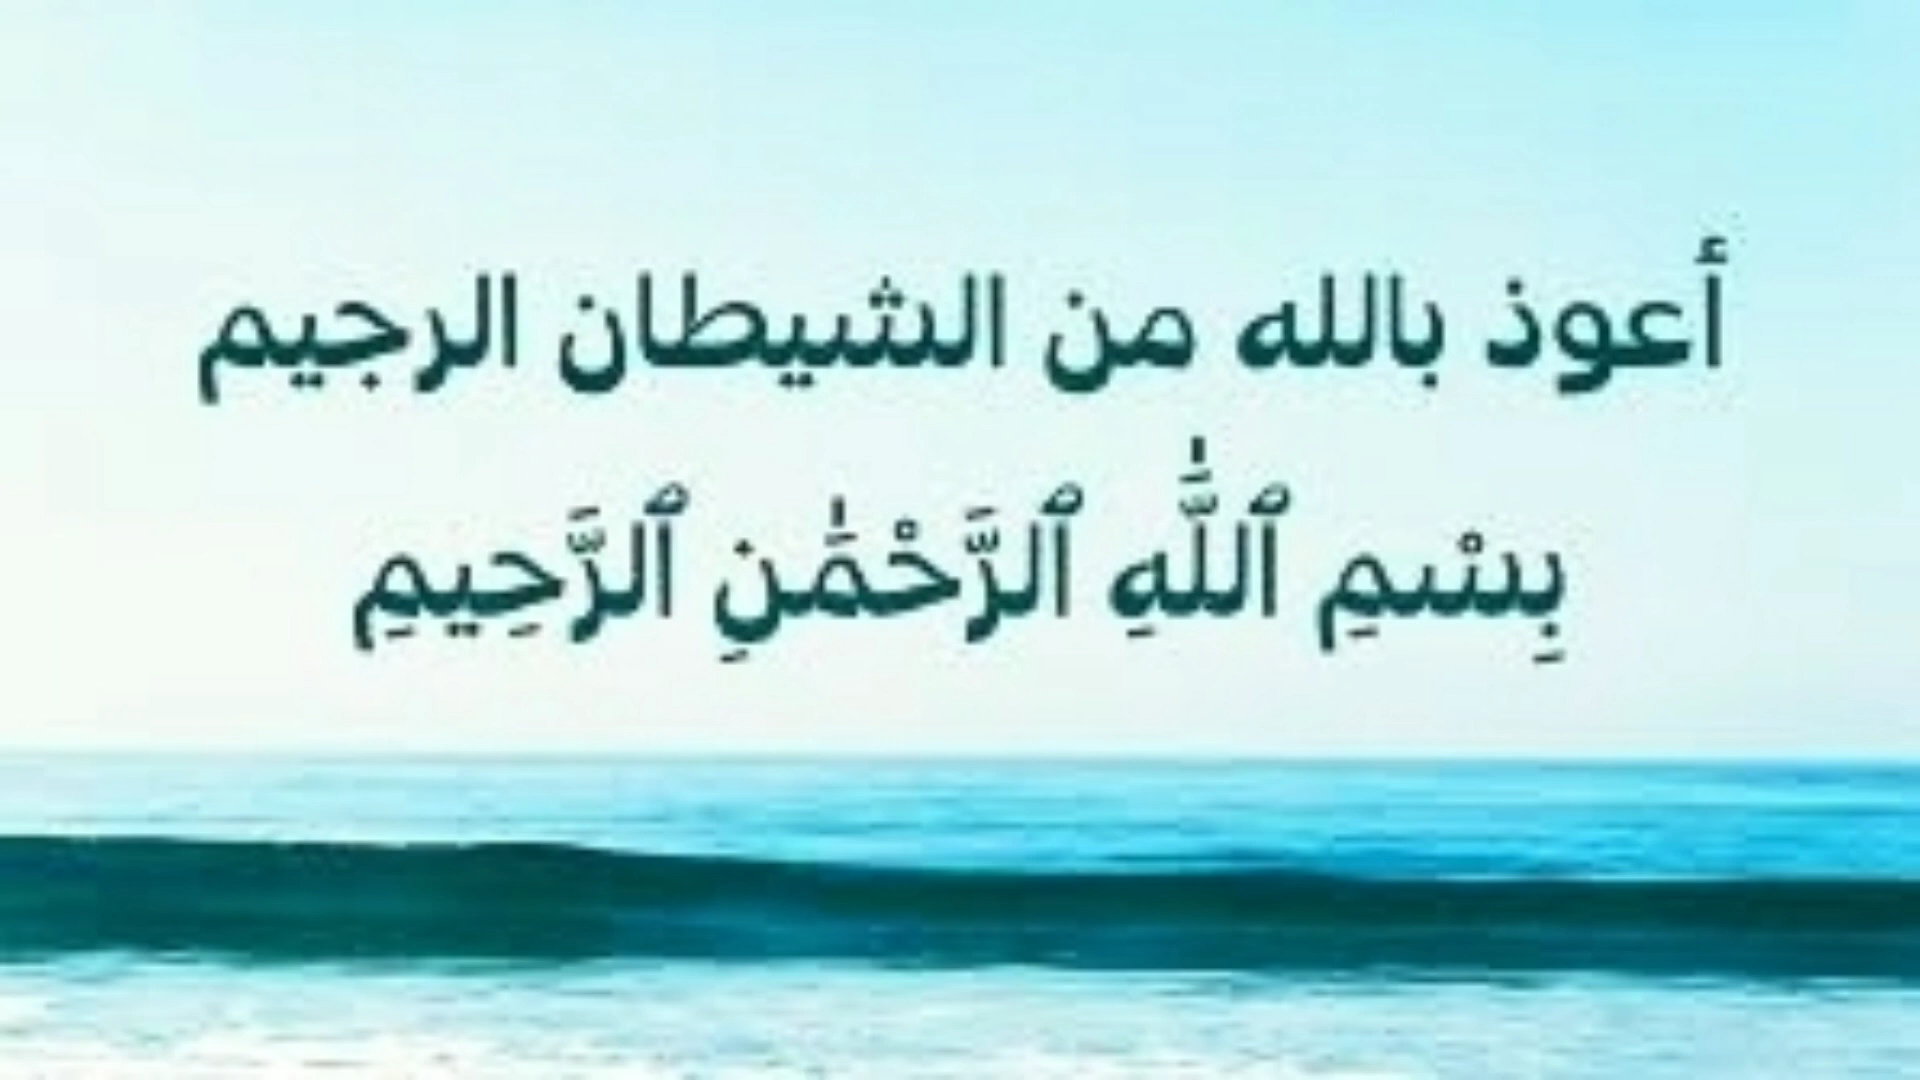 أعوذ بالله من الشيطان الرجيم
بِسْمِ ٱللَّٰهِ ٱلرَّحْمَٰنِ ٱلرَّحِيمِ